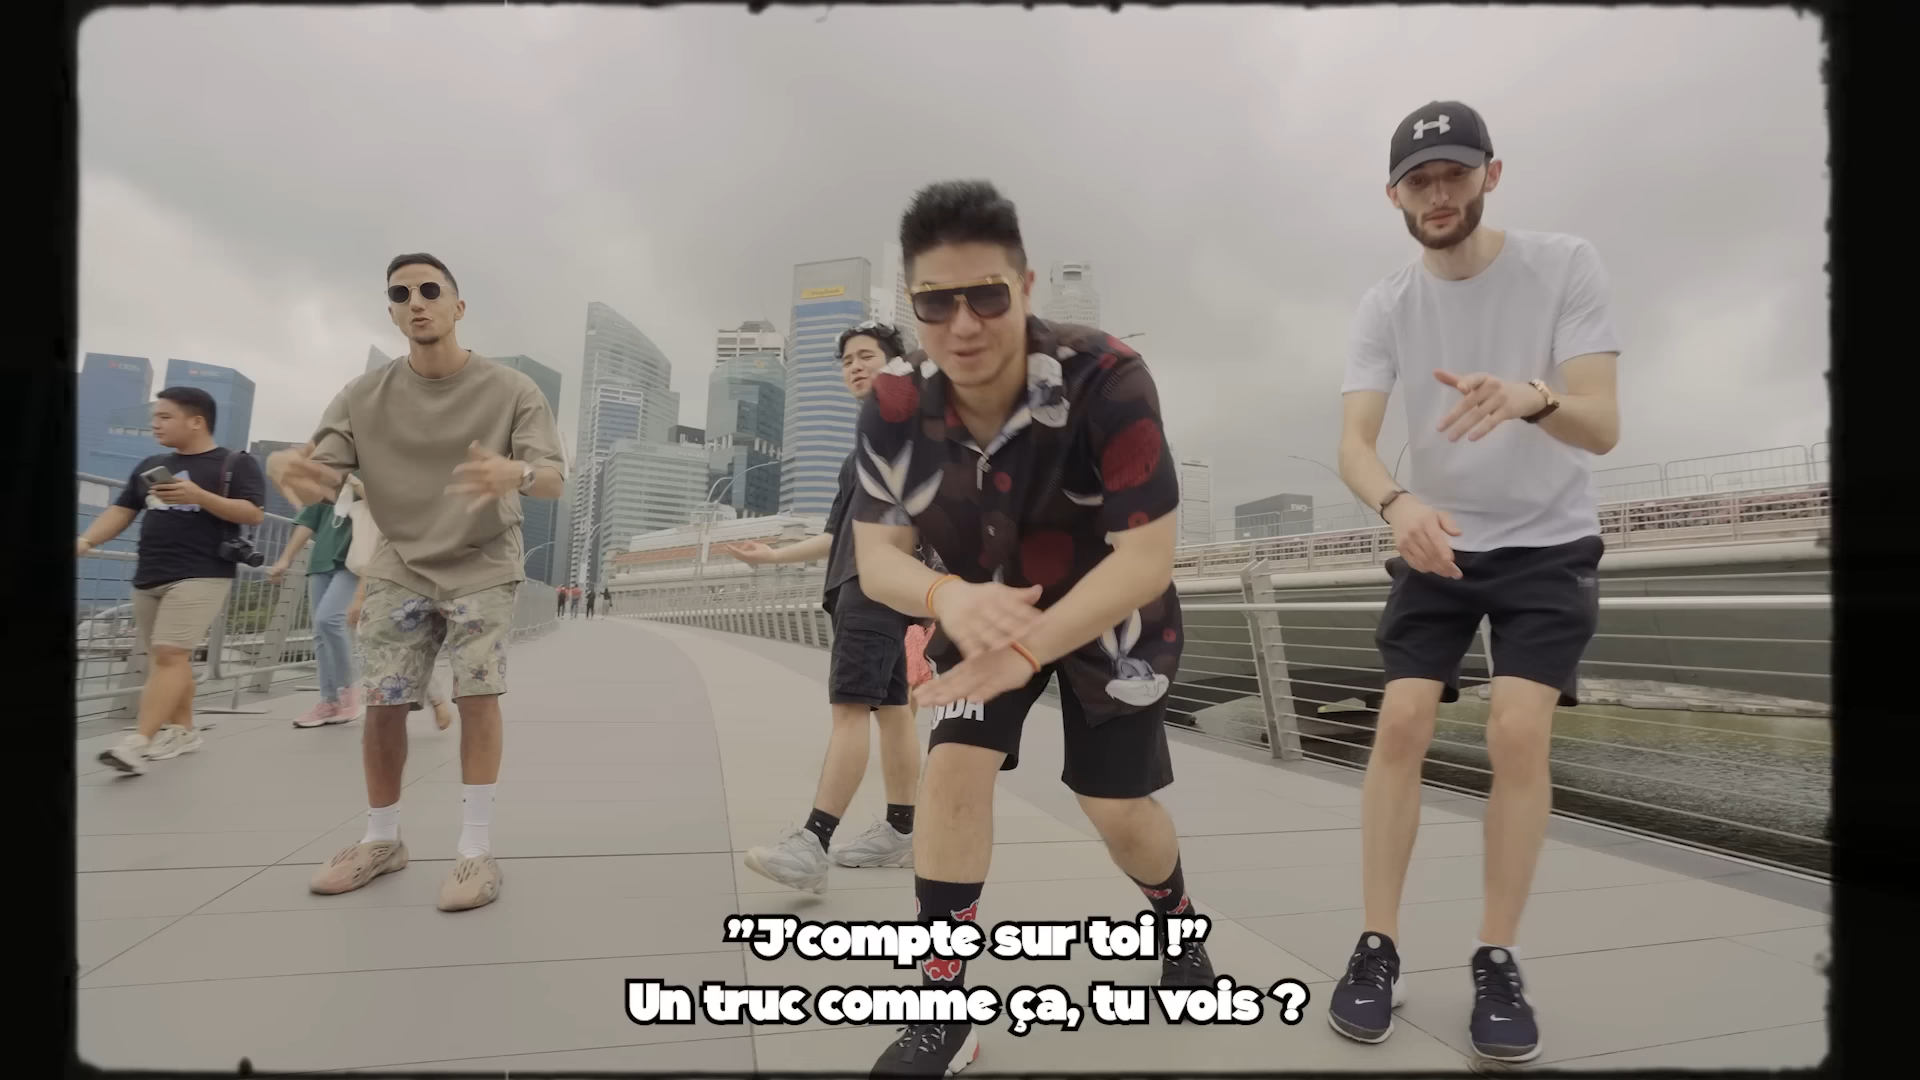 ”J’compte sur toi !”
Un truc comme ça, tu vois ?